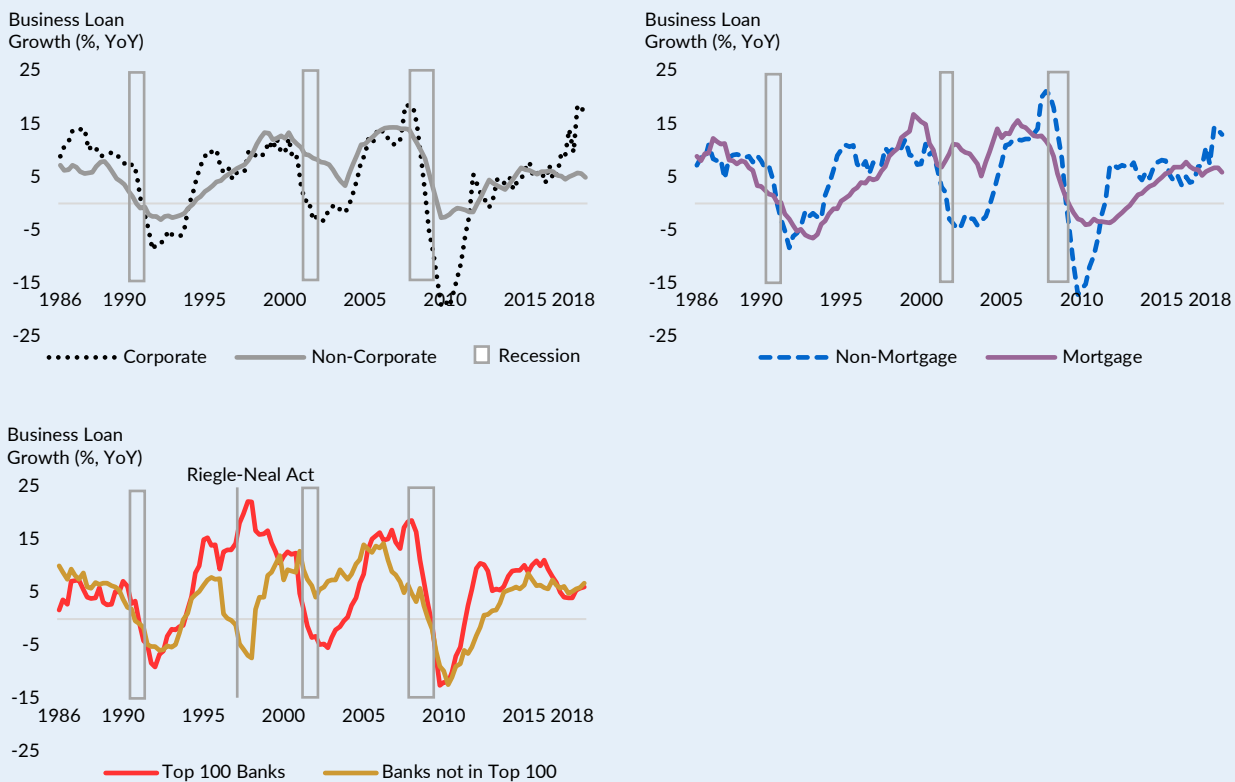 Business Loan
Growth (%, YoY)
25
15
5
-5
-15
1986 1990 1995 2000 2005 2010 2015 2018
-25
Corporate Non-Corporate Recession
Business Loan
Growth (%, YoY)
25
15
5
-5
-15
1986 1990 1995 2000 2005 2010 2015 2018
-25
Non-Mortgage Mortgage
Business Loan
Growth (%, YoY)
Riegle-Neal Act
25
15
5
-5
-15
1986 1990 1995 2000 2005 2010 2015 2018
-25
Top 100 Banks Banks not in Top 100